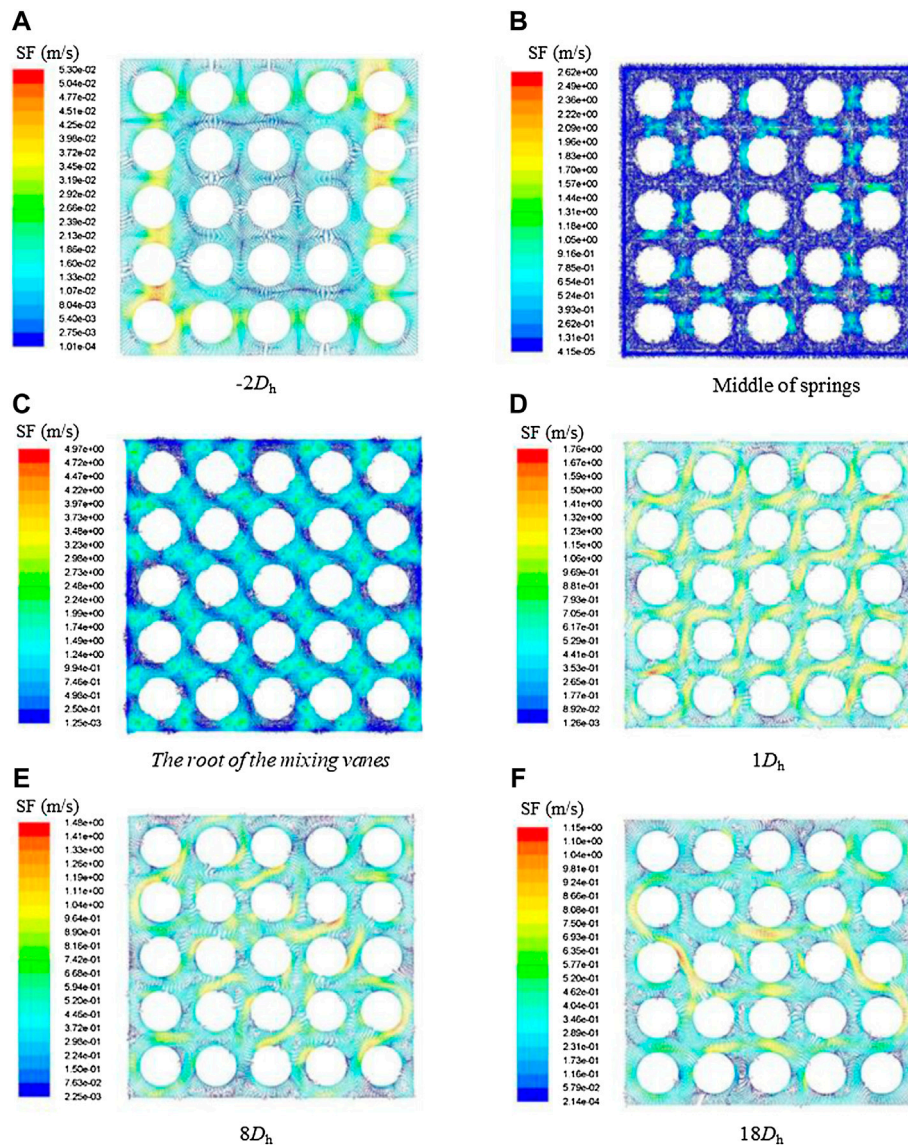 A
SF (m/s)
5.30e-02
5.04e-02
4.77e-02
4.51e-02
4.25e-02
3.98e-02
3.72e-02
3.45e-02
3.19e-02
2.92e-02
2.66e-02
2.39e-02
2.13e-02
1.86e-02
1.60e-02
1.33e-02
1.07e-02
8.04e-03
5.40e-03
2.75e-03
1.01e-04
-2Dh
B
SF (m/s)
2.62e+00
2.49e+00
2.36e+00
2.22e+00
2.09e+00
1.96e+00
1.83e+00
1.70e+00
1.57e+00
1.44e+00
1.31e+00
1.18e+00
1.05e+00
9.16e-01
7.85e-01
6.54e-01
5.24e-01
3.93e-01
2.62e-01
1.31e-01
4.15e-05
Middle of springs
C
SF (m/s)
4.97e+00
4.72e+00
4.47e+00
4.22e+00
3.97e+00
3.73e+00
3.48e+00
3.23e+00
2.98e+00
2.73e+00
2.48e+00
2.24e+00
1.99e+00
1.74e+00
1.49e+00
1.24e+00
9.94e-01
7.46e-01
4.98e-01
2.50e-01
1.25e-03
The root of the mixing vanes
D
SF (m/s)
1.76e+00
1.67e+00
1.59e+00
1.50e+00
1.41e+00
1.32e+00
1.23e+00
1.15e+00
1.06e+00
9.69e-01
8.81e-01
7.93e-01
7.05e-01
6.17e-01
5.29e-01
4.41e-01
3.53e-01
2.65e-01
1.77e-01
8.92e-02
1.26e-03
1Dh
E
SF (m/s)
1.48e+00
1.41e+00
1.33e+00
1.26e+00
1.19e+00
1.11e+00
1.04e+00
9.64e-01
8.90e-01
8.16e-01
7.42e-01
6.68e-01
5.94e-01
5.20e-01
4.46e-01
3.72e-01
2.98e-01
2.24e-01
1.50e-01
7.63e-02
2.25e-03
8Dh
F
SF (m/s)
1.15e+00
1.10e+00
1.04e+00
9.81e-01
9.24e-01
8.66e-01
8.08e-01
7.50e-01
6.93e-01
6.35e-01
5.77e-01
5.20e-01
4.62e-01
4.04e-01
3.46e-01
2.89e-01
2.31e-01
1.73e-01
1.16e-01
5.79e-02
2.14e-04
18Dh